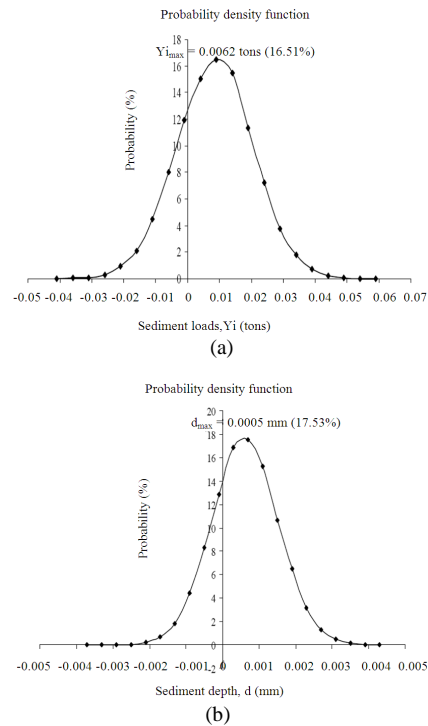 Probability density function
18
Yimax = 0.0062 tons (16.51%)
16
14
12
10
8
6
4
2
0
Probability (%)
-0.05 -0.04 -0.03 -0.02 -0.01 0 0.01 0.02 0.03 0.04 0.05 0.06 0.07
Sediment loads,Yi (tons)
(a)
Probability density function
20
dmax = 0.0005 mm (17.53%)
18
16
14
12
10
8
6
4
2
0
-2
Probability (%)
-0.005 -0.004 -0.003 -0.002 -0.001 0 0.001 0.002 0.003 0.004 0.005
Sediment depth, d (mm)
(b)